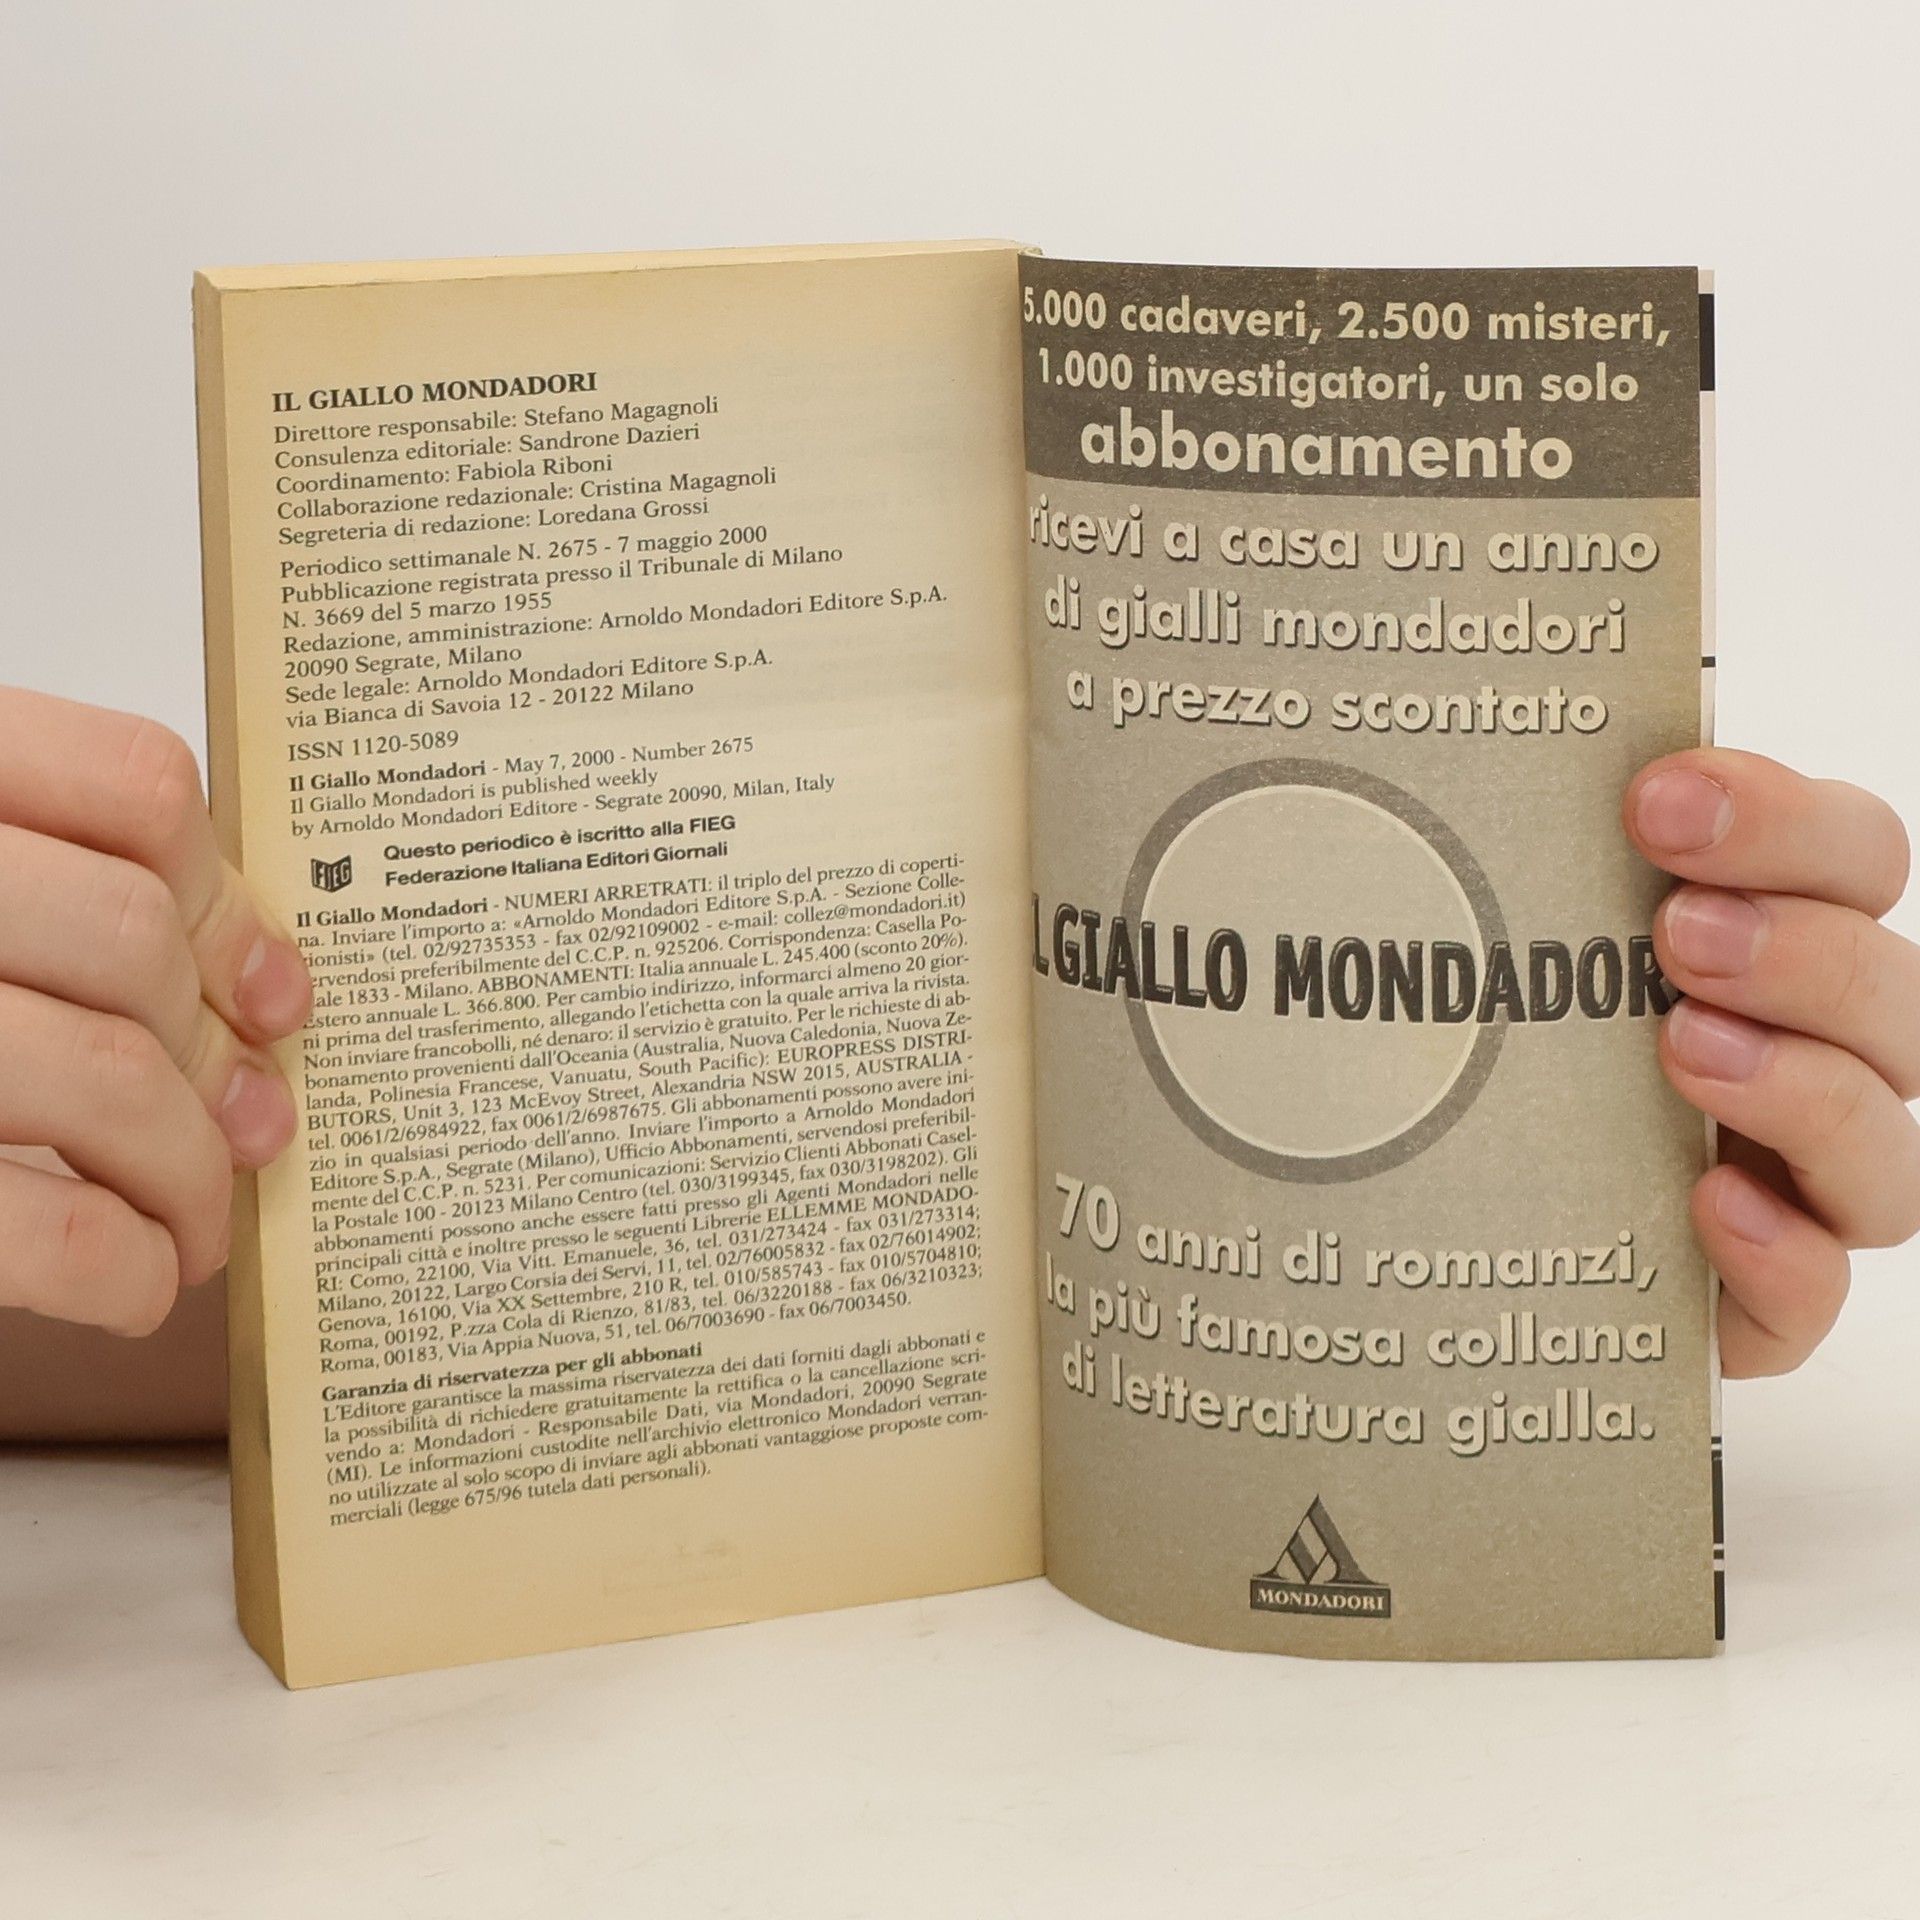 IL GIALLO MONDADORI
Direttore responsabile: Stefano Magagnoli
Consulenza editoriale: Sandrone Dazieri
Coordinamento: Fabiola Riboni
Collaborazione redazionale: Cristina Magagnoli
Segreteria di redazione: Loredana Grossi
Periodico settimanale N. 2675 - 7 maggio 2000
Pubblicazione registrata presso il Tribunale di Milano
N. 3669 del 5 marzo 1955
Redazione, amministrazione: Arnoldo Mondadori Editore S.p.A.
20090 Segrate, Milano
Sede legale: Arnoldo Mondadori Editore S.p.A.
via Bianca di Savoia 12 - 20122 Milano
ISSN 1120-5089
Il Giallo Mondadori - May 7, 2000 - Number 2675
Il Giallo Mondadori is published weekly
by Arnoldo Mondadori Editore - Segrate 20090, Milan, Italy
FIEG
Questo periodico è iscritto alla FIEG
Federazione Italiana Editori Giornali
Il Giallo Mondadori - NUMERI ARRETRATI: il triplo del prezzo di coperti-
na. Inviare l'importo a: «Arnoldo Mondadori Editore S.p.A. - Sezione Colle-
zionisti» (tel. 02/92735353 - fax 02/92109002 - e-mail: collez@mondadori.it)
ervendosi preferibilmente del C.C.P. n. 925206. Corrispondenza: Casella Po-
ale 1833 - Milano. ABBONAMENTI: Italia annuale L. 245.400 (sconto 20%).
Estero annuale L. 366.800. Per cambio indirizzo, informarci almeno 20 gior-
ni prima del trasferimento, allegando l'etichetta con la quale arriva la rivista.
Non inviare francobolli, né denaro: il servizio è gratuito. Per le richieste di ab-
bonamento provenienti dall'Oceania (Australia, Nuova Caledonia, Nuova Ze-
landa, Polinesia Francese, Vanuatu, South Pacific): EUROPRESS DISTRI-
BUTORS, Unit 3, 123 McEvoy Street, Alexandria NSW 2015, AUSTRALIA -
tel. 0061/2/6984922, fax 0061/2/6987675. Gli abbonamenti possono avere ini-
zio in qualsiasi periodo dell'anno. Inviare l'importo a Arnoldo Mondadori
Editore S.p.A., Segrate (Milano), Ufficio Abbonamenti, servendosi preferibil-
mente del C.C.P. n. 5231. Per comunicazioni: Servizio Clienti Abbonati Casel-
la Postale 100 - 20123 Milano Centro (tel. 030/3199345, fax 030/3198202). Gli
abbonamenti possono anche essere fatti presso gli Agenti Mondadori nelle
principali città e inoltre presso le seguenti Librerie ELLEMME MONDADO-
RI: Como, 22100, Via Vitt. Emanuele, 36, tel. 031/273424 - fax 031/273314;
Milano, 20122, Largo Corsia dei Servi, 11, tel. 02/76005832 - fax 02/76014902;
Genova, 16100, Via XX Settembre, 210 R, tel. 010/585743 - fax 010/5704810;
Roma, 00192, P.zza Cola di Rienzo, 81/83, tel. 06/3220188 - fax 06/3210323;
Roma, 00183, Via Appia Nuova, 51, tel. 06/7003690 - fax 06/7003450.
Garanzia di riservatezza per gli abbonati
L'Editore garantisce la massima riservatezza dei dati forniti dagli abbonati e
la possibilità di richiedere gratuitamente la rettifica o la cancellazione scri-
vendo a: Mondadori - Responsabile Dati, via Mondadori, 20090 Segrate
(MI). Le informazioni custodite nell'archivio elettronico Mondadori verran-
no utilizzate al solo scopo di inviare agli abbonati vantaggiose proposte com-
merciali (legge 675/96 tutela dati personali).
5.000 cadaveri, 2.500 misteri,
1.000 investigatori, un solo
abbonamento
ricevi a casa un anno
di gialli mondadori
a prezzo scontato
IL GIALLO MONDADOR
70 anni di romanzi,
la più famosa collana
di letteratura gialla.
MONDADORI